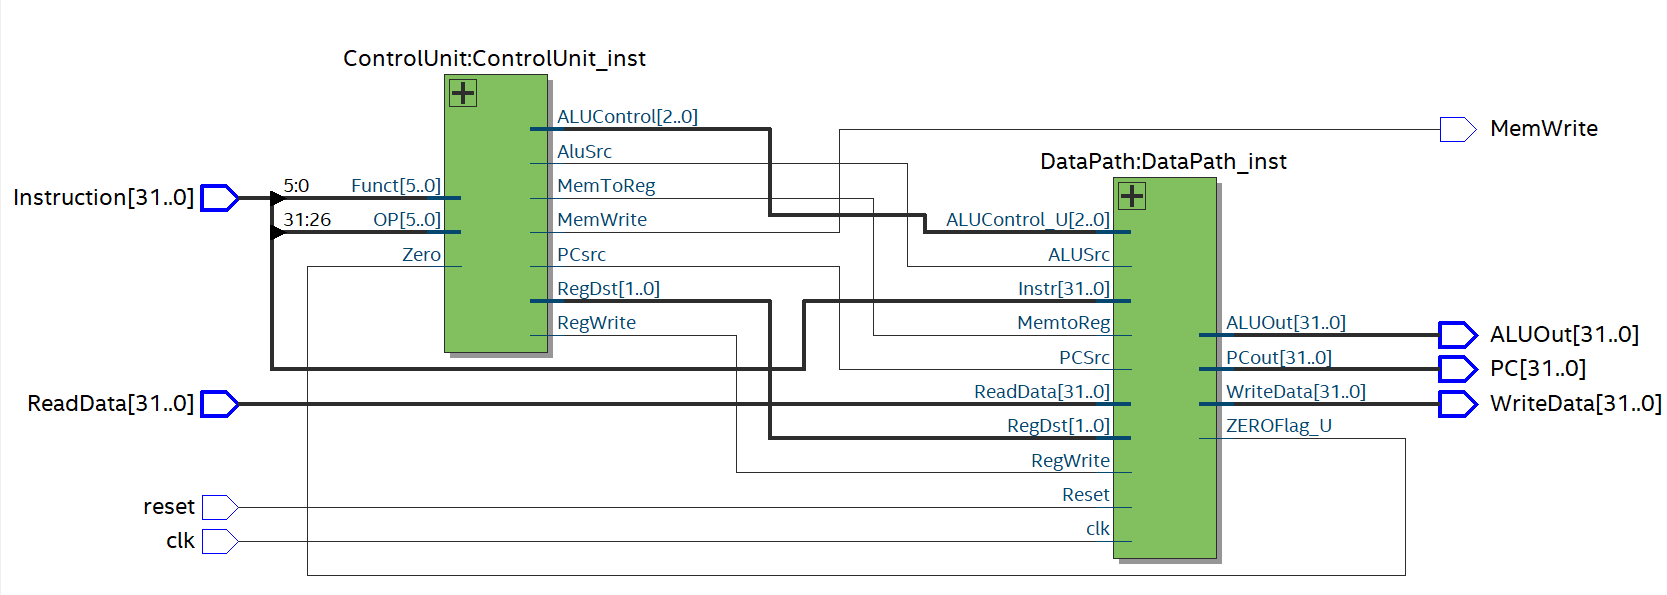 ControlUnit:ControlUnit_inst
ALUControl[2..0]
MemWrite
AluSrc
DataPath:DataPath_inst
Instruction[31..0]
5:0
Funct[5..0]
MemToReg
31:26
OP[5..0]
MemWrite
ALUControl_U[2..0]
Zero
PCsrc
ALUSrc
RegDst[1..0]
Instr[31..0]
RegWrite
MemtoReg
ALUOut[31..0]
ALUOut[31..0]
PCSrc
PCout[31..0]
PC[31..0]
ReadData[31..0]
ReadData[31..0]
WriteData[31..0]
WriteData[31..0]
RegDst[1..0]
ZEROFlag_U
RegWrite
reset
Reset
clk
clk